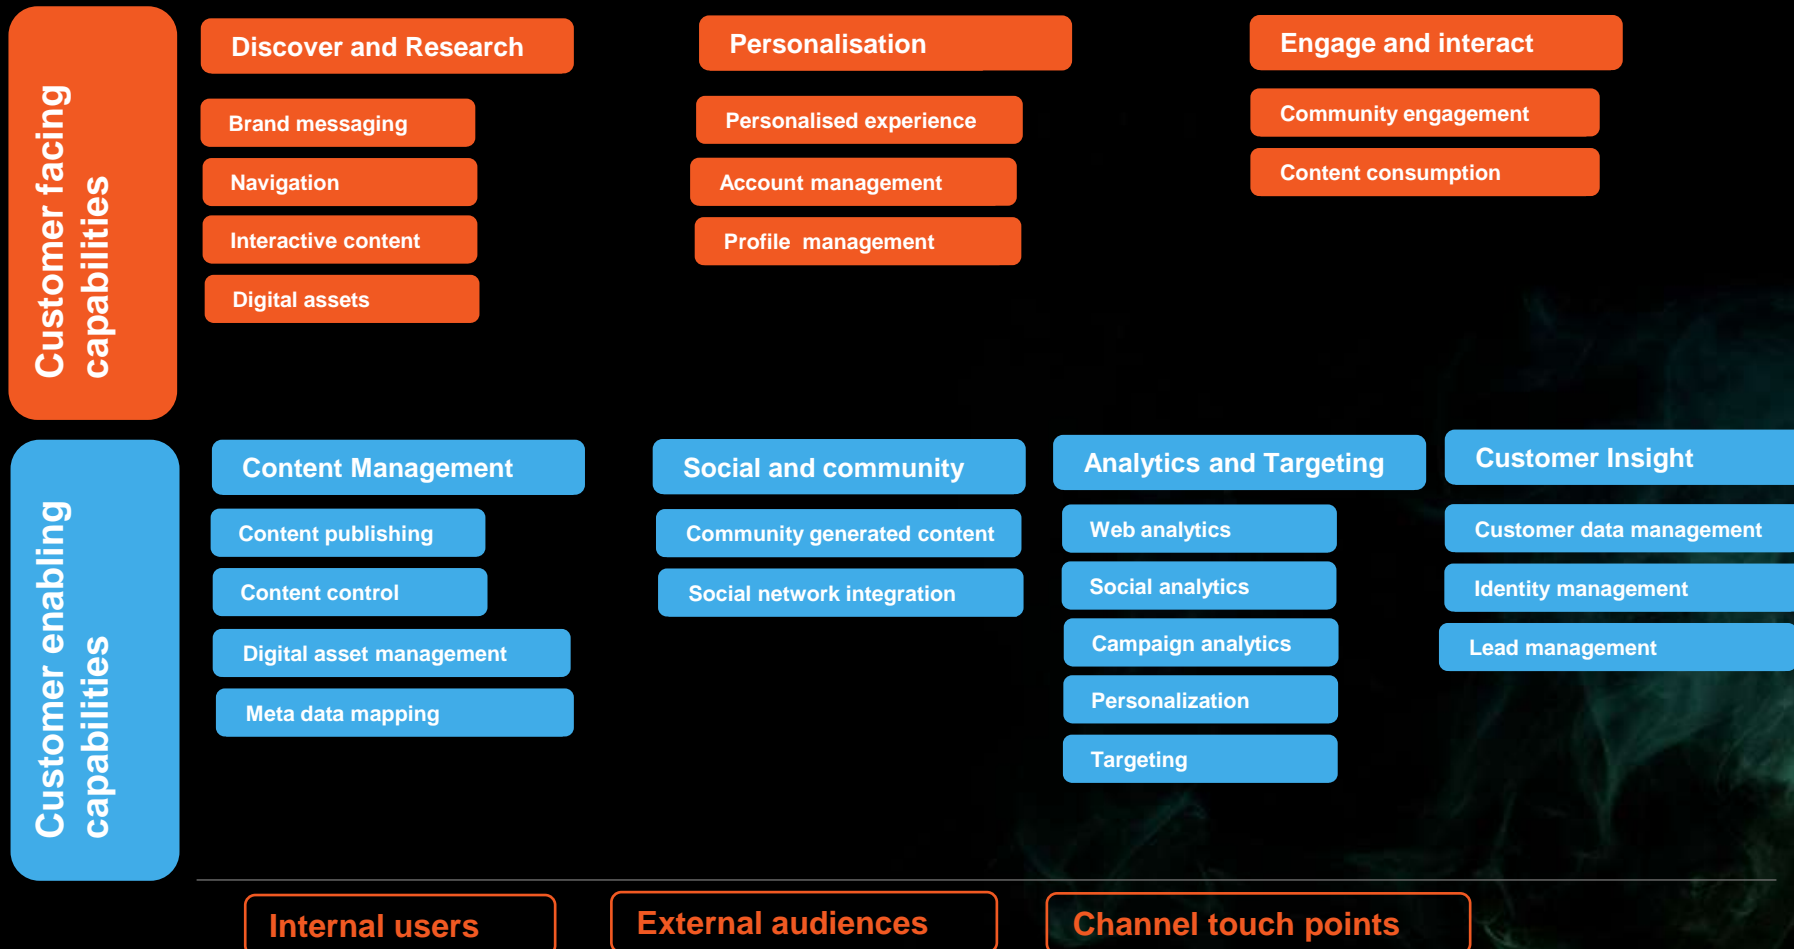 Customer facing
capabilities
Discover and Research
Brand messaging
Navigation
Interactive content
Digital assets
Personalisation
Personalised experience
Account management
Profile management
Engage and interact
Community engagement
Content consumption
Customer enabling
capabilities
Content Management
Content publishing
Content control
Digital asset management
Meta data mapping
Social and community
Community generated content
Social network integration
Analytics and Targeting
Web analytics
Social analytics
Campaign analytics
Personalization
Targeting
Customer Insight
Customer data management
Identity management
Lead management
Internal users
External audiences
Channel touch points